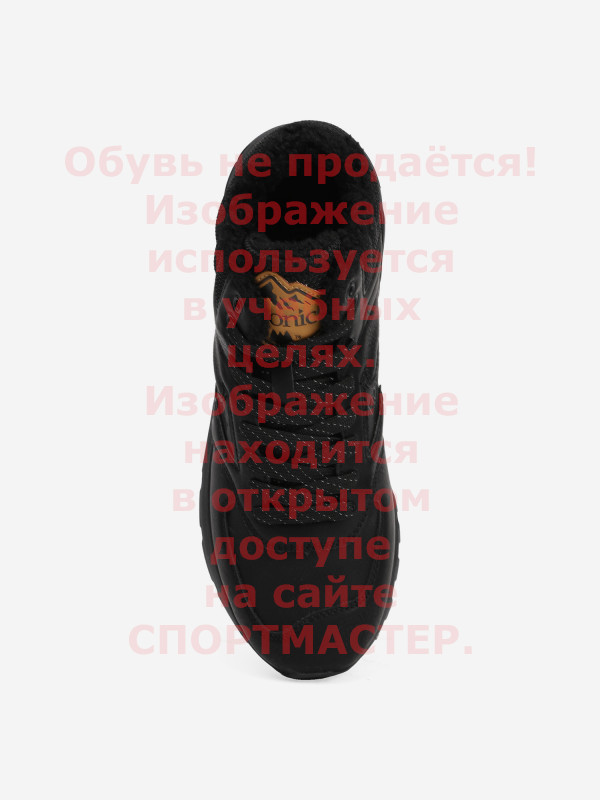 Обувь не продаётся!
Изображение
используется
в учебных
onic
целях.
Изображение
находится
в открытом
доступе
на сайте
СПОРТМАСТЕР.